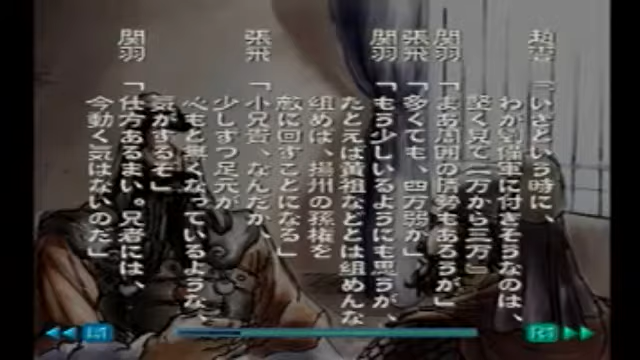 趙雲「いざという時に、
わが劉備軍に付きそうなのは、
堅く見て一万から三万」
関羽「まあ周囲の情勢もあろうが」
張飛「多くても、四万弱か」
関羽「もう少しいるようにも思うが、
たとえば黄祖などとは組めんな
組めば、揚州の孫権を
敵に回すことになる」
張飛「小兄貴、なんだか、
少しずつ足元が
心もと無くなっているような、
気がするぞ」
関羽「仕方あるまい。兄者には、
今動く気はないのだ」